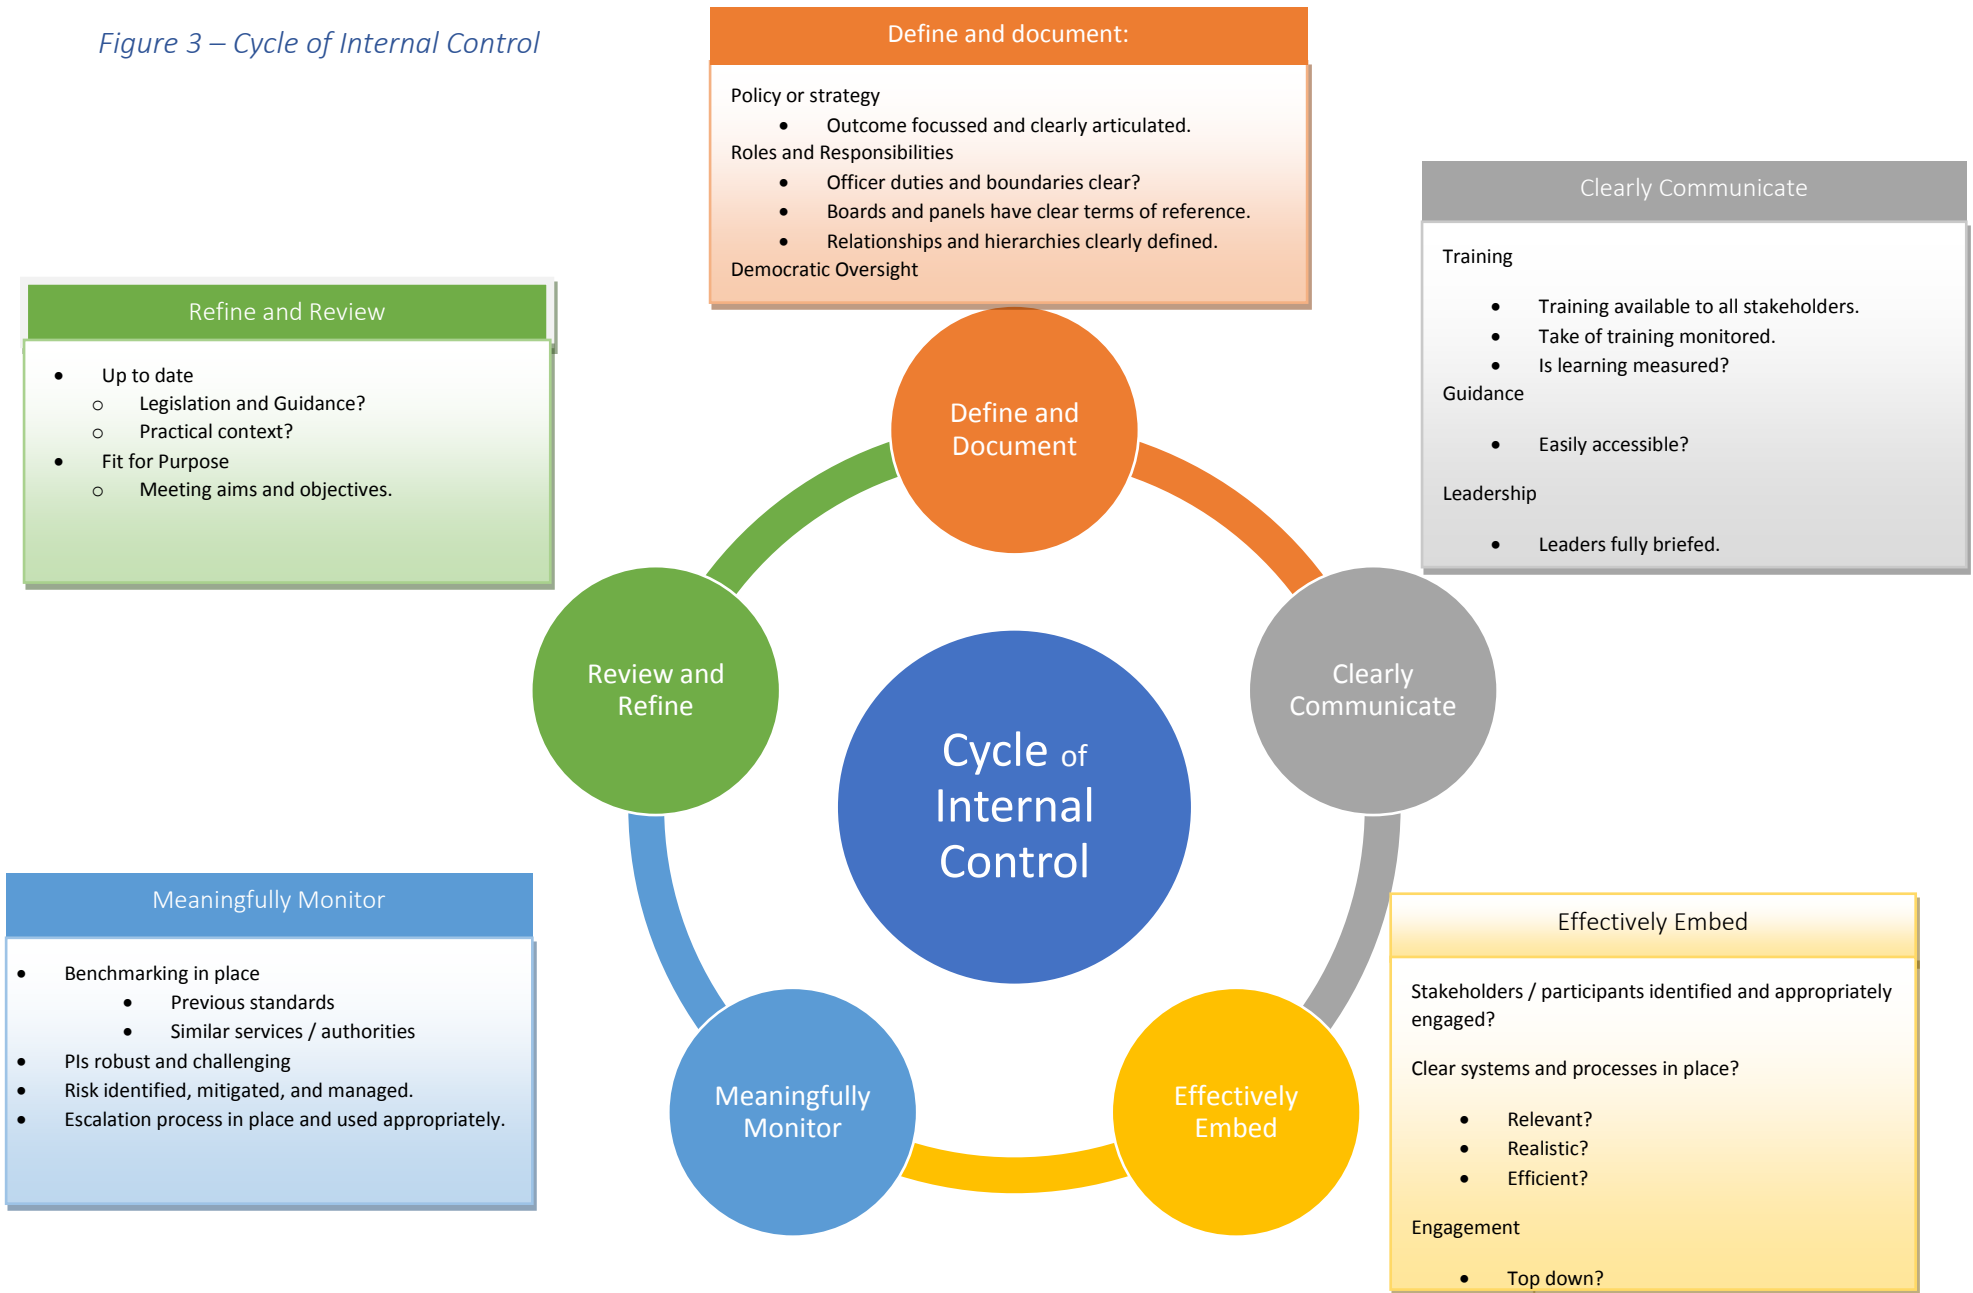 Figure 3 – Cycle of Internal Control
Define and document:
Policy or strategy
• Outcome focussed and clearly articulated.
Roles and Responsibilities
• Officer duties and boundaries clear?
• Boards and panels have clear terms of reference.
• Relationships and hierarchies clearly defined.
Democratic Oversight
Clearly Communicate
Training
• Training available to all stakeholders.
• Take of training monitored.
• Is learning measured?
Guidance
• Easily accessible?
Leadership
• Leaders fully briefed.
Refine and Review
• Up to date
o Legislation and Guidance?
o Practical context?
• Fit for Purpose
o Meeting aims and objectives.
Define and
Document
Review and
Refine
Clearly
Communicate
Cycle of
Internal
Control
Meaningfully Monitor
• Benchmarking in place
• Previous standards
• Similar services / authorities
• PIs robust and challenging
• Risk identified, mitigated, and managed.
• Escalation process in place and used appropriately.
Meaningfully
Monitor
Effectively
Embed
Effectively Embed
Stakeholders / participants identified and appropriately
engaged?
Clear systems and processes in place?
• Relevant?
• Realistic?
• Efficient?
Engagement
• Top down?